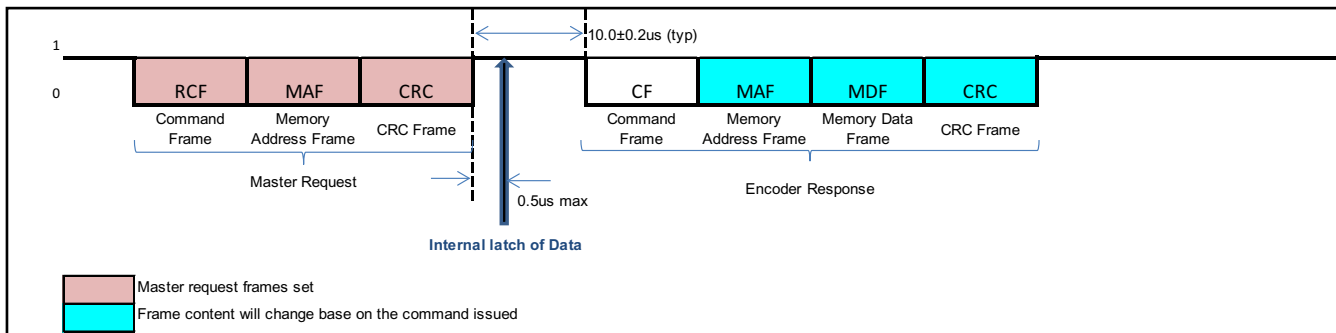 10.0±0.2us (typ)
1
0
RCF MAF CRC CF MAF MDF CRC
Command Frame
Memory Address Frame
CRC Frame
Command Frame
Memory Address Frame
Memory Data Frame
CRC Frame
Master Request
Encoder Response
0.5us max
Internal latch of Data
Master request frames set
Frame content will change base on the command issued